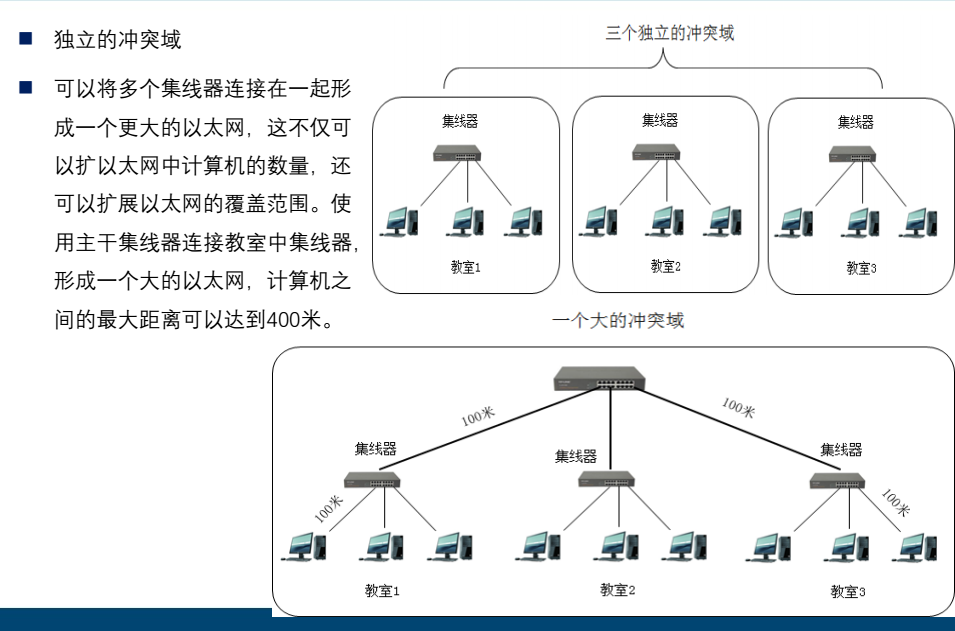 独立的冲突域
可以将多个集线器连接在一起形
成一个更大的以太网，这不仅可
以扩以太网中计算机的数量，还
可以扩展以太网的覆盖范围。使
用主干集线器连接教室中集线器，
形成一个大的以太网，计算机之
间的最大距离可以达到400米。
三个独立的冲突域
集线器
集线器
集线器
教室1
教室2
教室3
一个大的冲突域
100米
100米
集线器
集线器
集线器
100米
100米
教室1
教室2
教室3